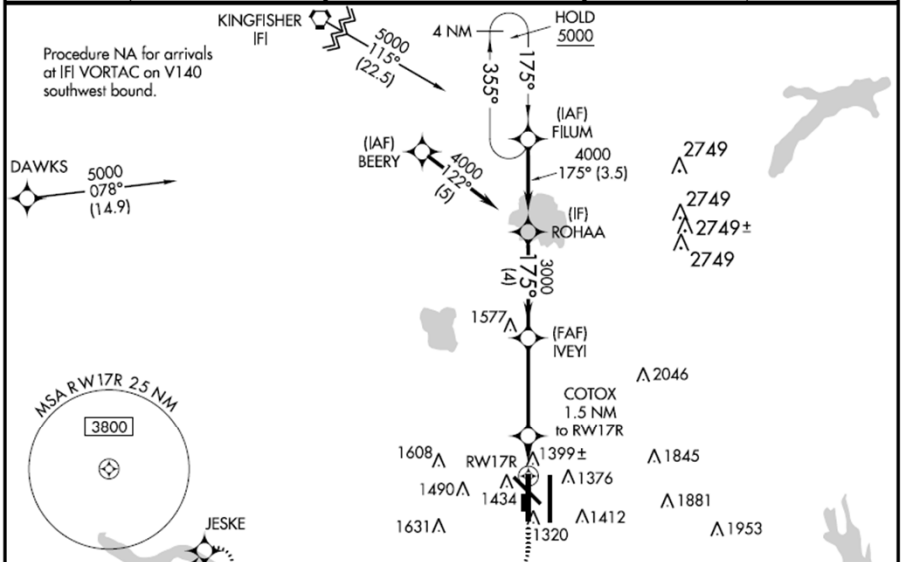 KINGFISHER
IFI
5000
115°
(22.5)
Procedure NA for arrivals
at IFI VORTAC on V140
southwest bound.
4 NM
HOLD
5000
355°
175°
(IAF)
FILUM
(IAF)
BEERY
4000
122°
(5)
4000
175° (3.5)
DAWKS
5000
078°
(14.9)
2749
2749
2749±
2749
(IF)
ROHAA
3000
175°
(4)
1577
(FAF)
IVEYI
2046
MSA RW17R 25 NM
3800
COTOX
1.5 NM
to RW17R
1608
RW17R
1399±
1845
1490
1434
1376
1881
1631
1320
1412
1953
JESKE